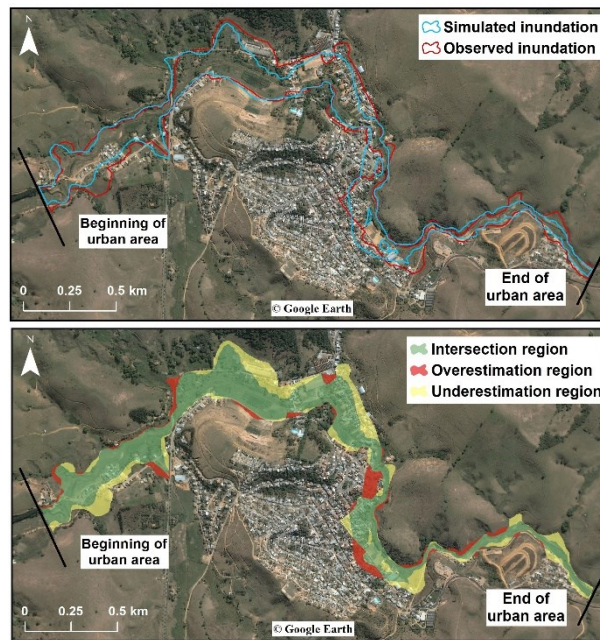 N
Simulated inundation
Observed inundation
Beginning of
urban area
End of
urban area
0 0.25 0.5 km
© Google Earth
N
Intersection region
Overestimation region
Underestimation region
Beginning of
urban area
End of
urban area
0 0.25 0.5 km
© Google Earth